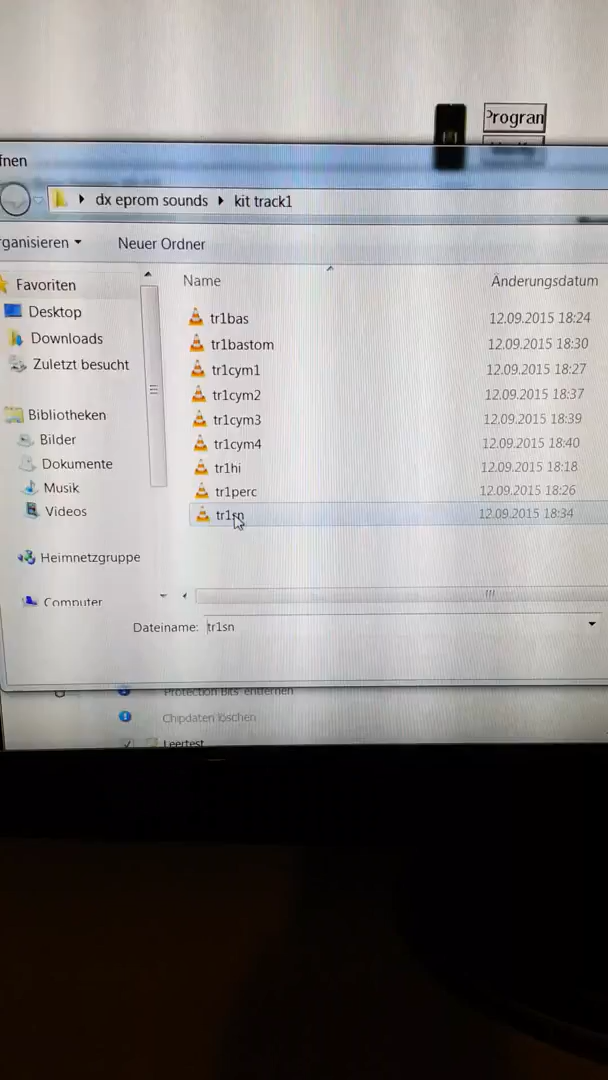 Program
fnen
dx eprom sounds kit track1
rganisieren Neuer Ordner
Favoriten
Desktop
Downloads
Zuletzt besucht
Bibliotheken
Bilder
Dokumente
Musik
Videos
Heimnetzgruppe
Computer
Name Änderungsdatum
tr1bas 12.09.2015 18:24
tr1bastom 12.09.2015 18:30
tr1cym1 12.09.2015 18:27
tr1cym2 12.09.2015 18:37
tr1cym3 12.09.2015 18:39
tr1cym4 12.09.2015 18:40
tr1hi 12.09.2015 18:18
tr1perc 12.09.2015 18:26
tr1sn 12.09.2015 18:34
Dateiname: tr1sn
Protection Bits entfernen
Chipdaten löschen
Leertest